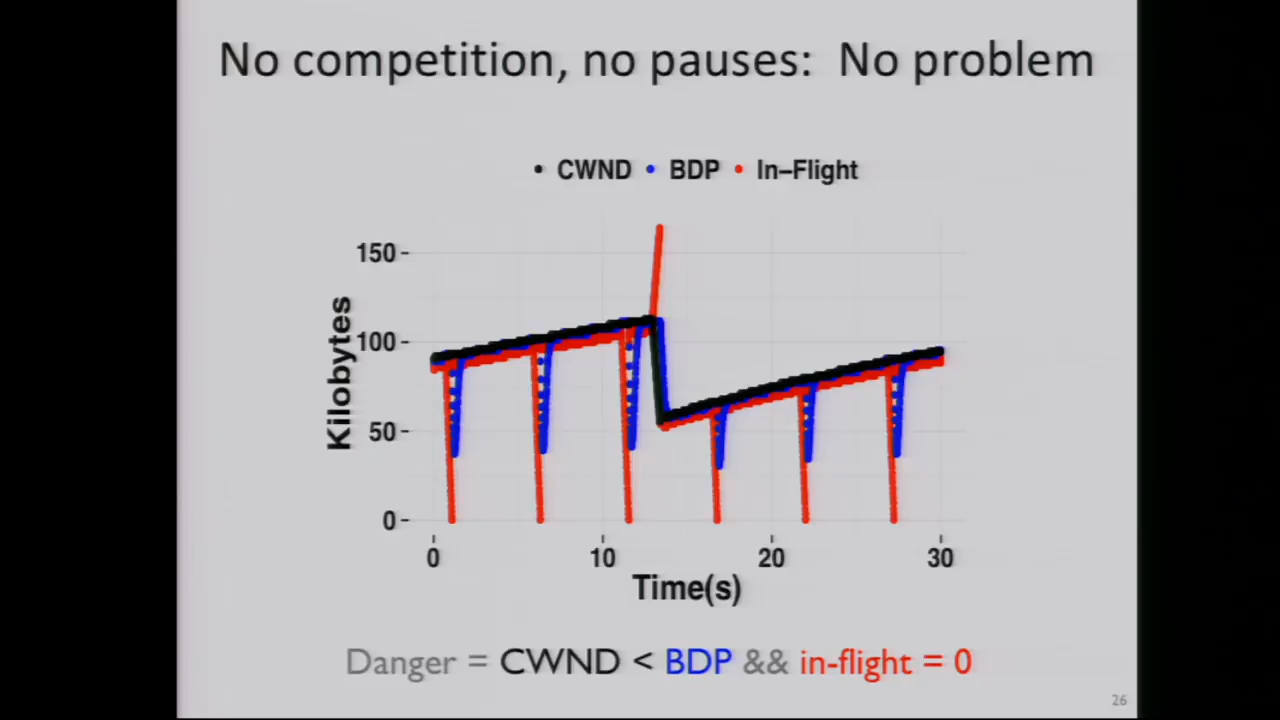 No competition, no pauses: No problem
CWND BDP In–Flight
150
100
50
0
Kilobytes
0 10 20 30
Time(s)
Danger = CWND < BDP && in-flight = 0
26